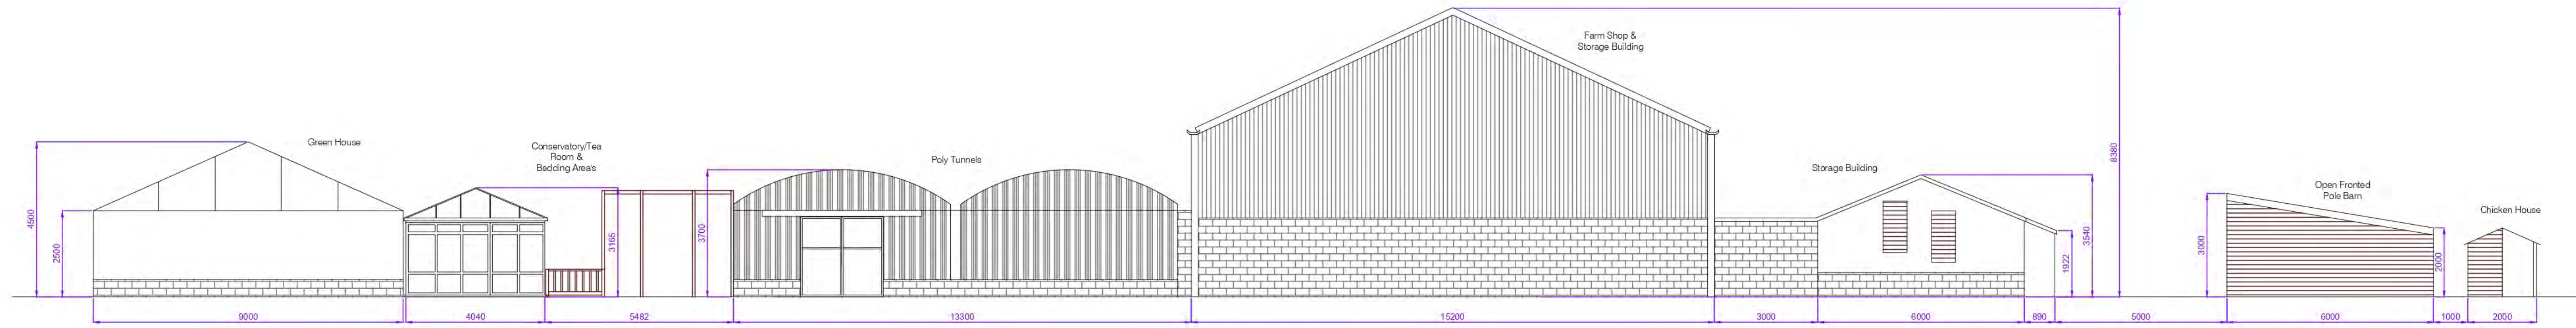 Farm Shop &
Storage Building
Green House
Conservatory/Tea
Room &
Bedding Area's
Poly Tunnels
Storage Building
Open Fronted
Pole Barn
Chicken House
4500
2500
3165
3700
8380
3540
1922
3000
2000
9000
4040
5482
13300
15200
3000
6000
890
5000
6000
1000
2000